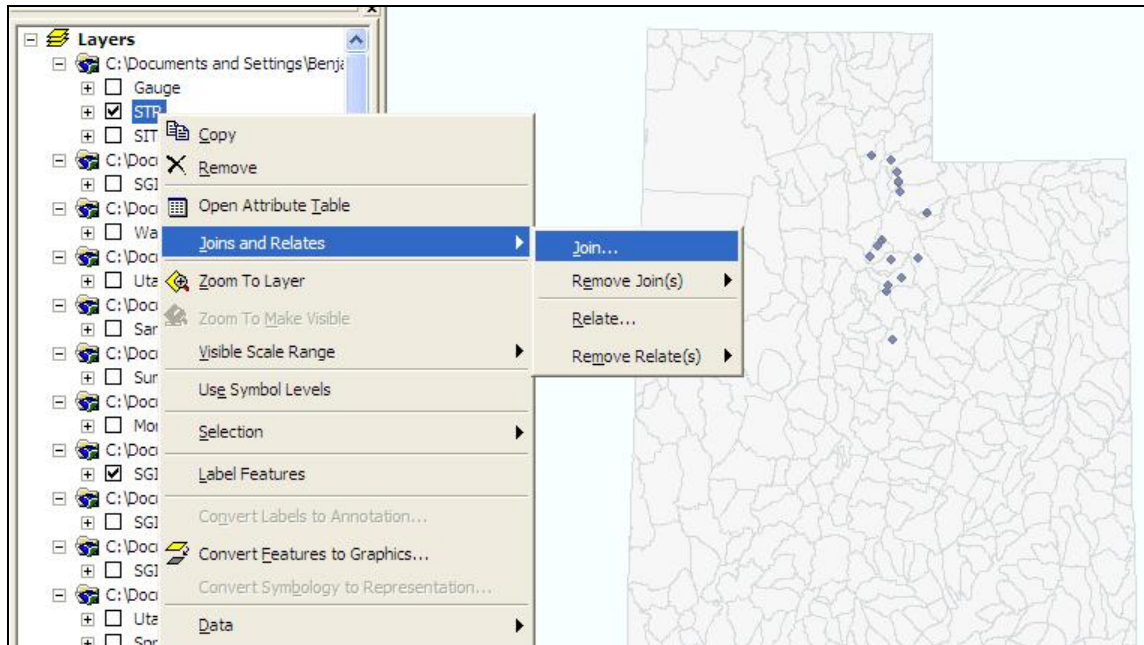 Layers
C:\Documents and Settings\Benja
Gauge
STR
SIT
C:\Doc
SGI
C:\Doc
Wa
C:\Doc
Uta
C:\Doc
Sar
C:\Doc
Sur
C:\Doc
Mor
C:\Doc
SGI
C:\Doc
SGI
C:\Doc
SGI
C:\Doc
Uta
Spr
Copy
Remove
Open Attribute Table
Joins and Relates
Zoom To Layer
Zoom To Make Visible
Visible Scale Range
Use Symbol Levels
Selection
Label Features
Convert Labels to Annotation...
Convert Features to Graphics...
Convert Symbology to Representation...
Data
Join...
Remove Join(s)
Relate...
Remove Relate(s)